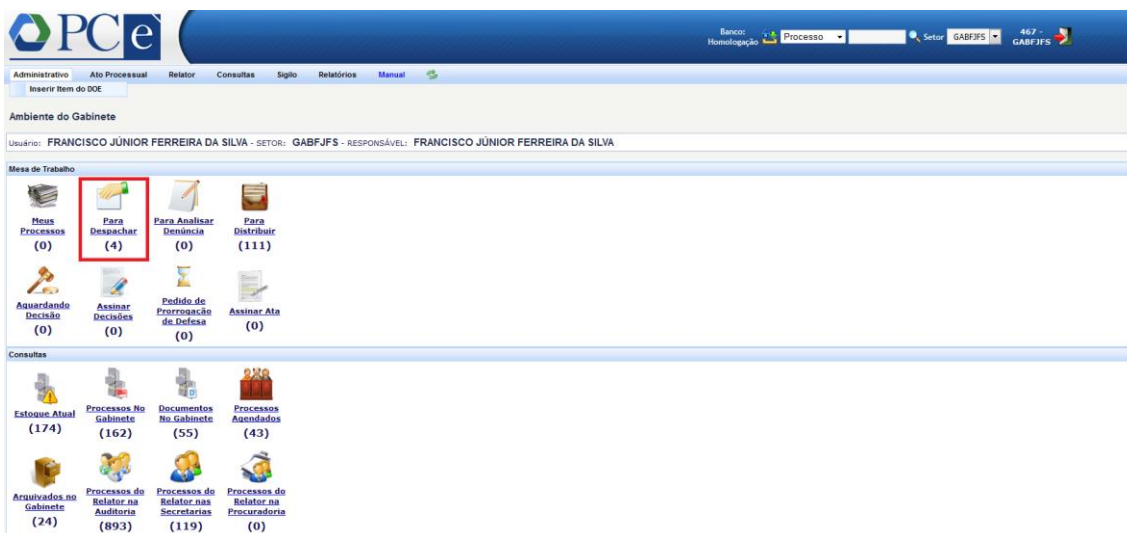 PCe
Banco:
Homologação
Processo
Setor
GABFJFS
467 -
GABFJFS
Administrativo Ato Processual Relator Consultas Sigilo Relatórios Manual
Inserir Item do DOE
Ambiente do Gabinete
Usuário: FRANCISCO JÚNIOR FERREIRA DA SILVA - SETOR: GABFJFS - RESPONSÁVEL: FRANCISCO JÚNIOR FERREIRA DA SILVA
Mesa de Trabalho
Meus Processos (0)
Para Despachar (4)
Para Analisar Denúncia (0)
Para Distribuir (111)
Aguardando Decisão (0)
Assinar Decisões (0)
Pedido de Prorrogação de Defesa (0)
Assinar Ata (0)
Consultas
Estoque Atual (174)
Processos No Gabinete (162)
Documentos No Gabinete (55)
Processos Agendados (43)
Arquivados no Gabinete (24)
Processos do Relator na Auditoria (893)
Processos do Relator nas Secretarias (119)
Processos do Relator na Procuradoria (0)